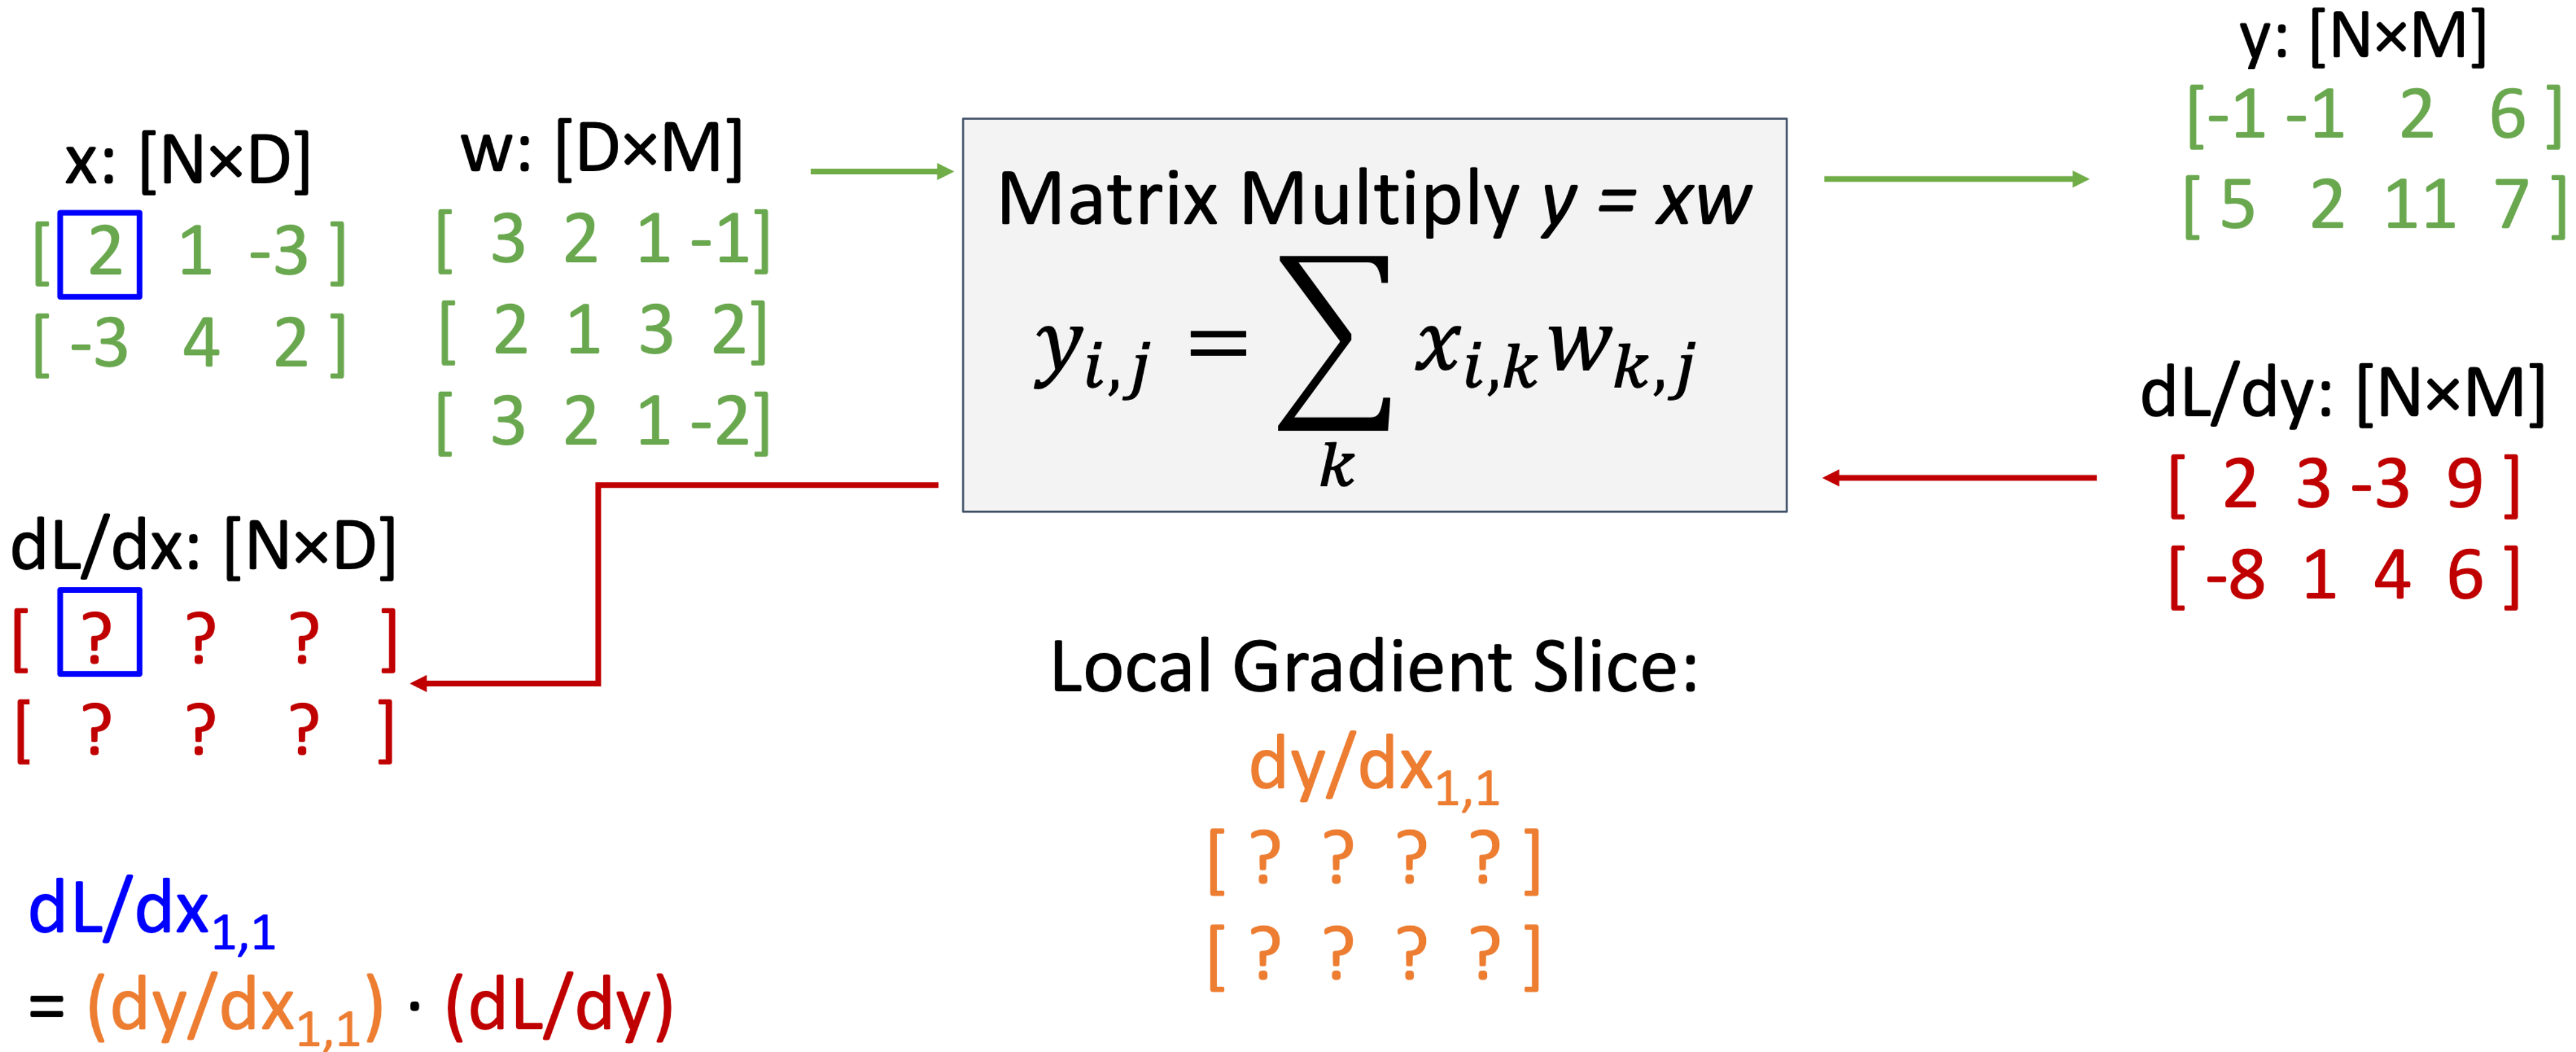 x: [N×D]
[ 2 1 -3 ]
[ -3 4 2 ]
w: [D×M]
[ 3 2 1 -1]
[ 2 1 3 2]
[ 3 2 1 -2]
Matrix Multiply y = xw
y_{i,j} = ∑_k x_{i,k} w_{k,j}
y: [N×M]
[-1 -1 2 6 ]
[ 5 2 11 7 ]
dL/dy: [N×M]
[ 2 3 -3 9 ]
[ -8 1 4 6 ]
dL/dx: [N×D]
[ ? ? ? ]
[ ? ? ? ]
Local Gradient Slice:
dy/dx_{1,1}
[ ? ? ? ? ]
[ ? ? ? ? ]
dL/dx_{1,1}
= (dy/dx_{1,1}) · (dL/dy)